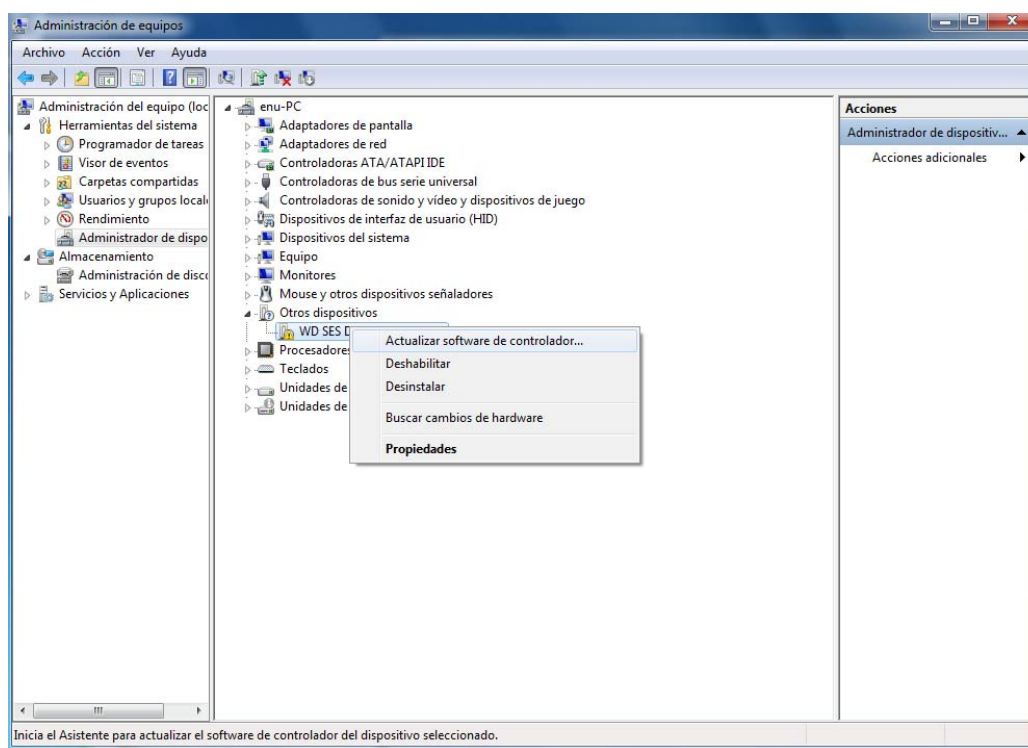 Administración de equipos
Archivo Acción Ver Ayuda
Administración del equipo (loc
Herramientas del sistema
Programador de tareas
Visor de eventos
Carpetas compartidas
Usuarios y grupos local
Rendimiento
Administrador de dispo
Almacenamiento
Administración de disc
Servicios y Aplicaciones
enu-PC
Adaptadores de pantalla
Adaptadores de red
Controladoras ATA/ATAPI IDE
Controladoras de bus serie universal
Controladoras de sonido y vídeo y dispositivos de juego
Dispositivos de interfaz de usuario (HID)
Dispositivos del sistema
Equipo
Monitores
Mouse y otros dispositivos señaladores
Otros dispositivos
WD SES D
Procesadores
Teclados
Unidades de
Unidades de
Actualizar software de controlador...
Deshabilitar
Desinstalar
Buscar cambios de hardware
Propiedades
Acciones
Administrador de dispositiv...
Acciones adicionales
Inicia el Asistente para actualizar el software de controlador del dispositivo seleccionado.